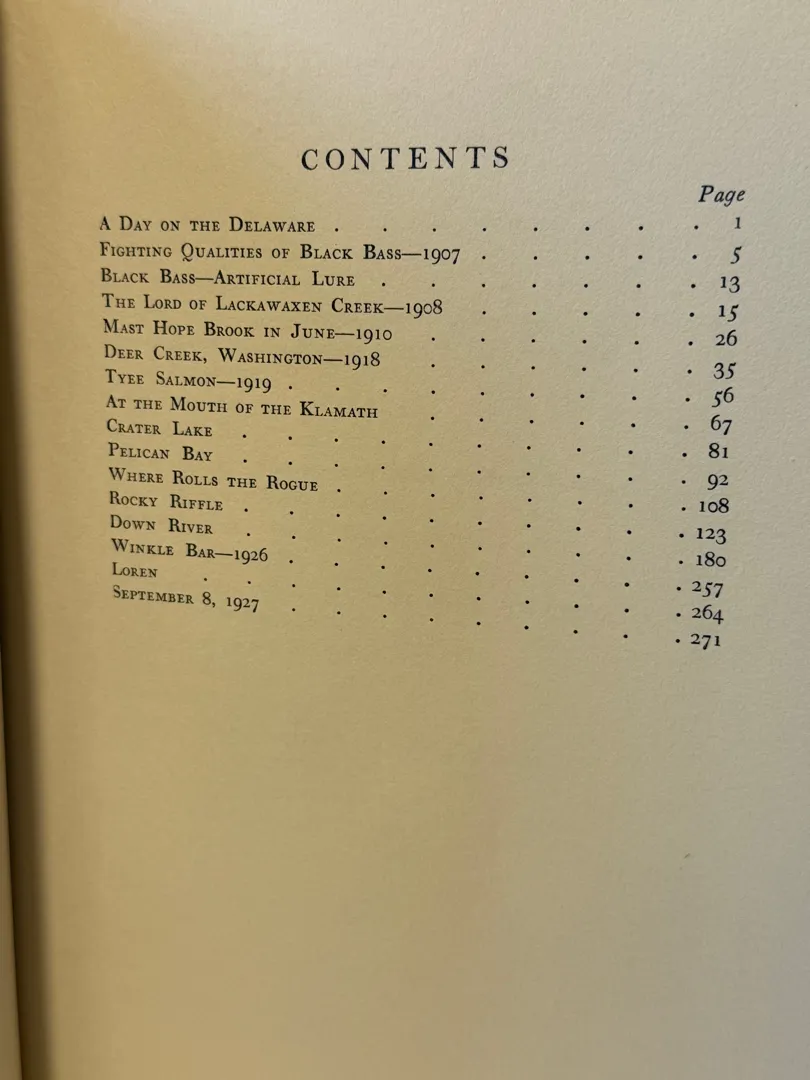 CONTENTS
Page
A Day on the Delaware . . . . . . . . 1
Fighting Qualities of Black Bass—1907 . . . . . 5
Black Bass—Artificial Lure . . . . . . . 13
The Lord of Lackawaxen Creek—1908 . . . . . 15
Mast Hope Brook in June—1910 . . . . . . 26
Deer Creek, Washington—1918 . . . . . . 35
Tyee Salmon—1919 . . . . . . . . . 56
At the Mouth of the Klamath . . . . . . 67
Crater Lake . . . . . . . . . . 81
Pelican Bay . . . . . . . . . . 92
Where Rolls the Rogue . . . . . . . . 108
Rocky Riffle . . . . . . . . . . 123
Down River . . . . . . . . . . 180
Winkle Bar—1926 . . . . . . . . . 257
Loren . . . . . . . . . . . 264
September 8, 1927 . . . . . . . . . 271